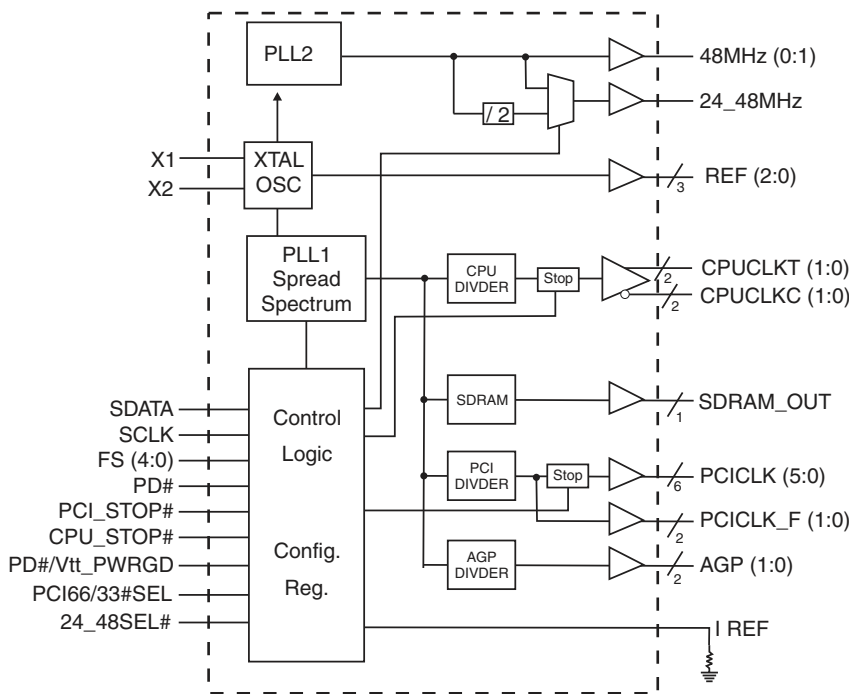 PLL2
48MHz (0:1)
/ 2
24_48MHz
X1
X2
XTAL
OSC
3
REF (2:0)
PLL1
Spread
Spectrum
CPU
DIVDER
Stop
2
CPUCLKT (1:0)
2
CPUCLKC (1:0)
SDATA
SCLK
FS (4:0)
PD#
PCI_STOP#
CPU_STOP#
PD#/Vtt_PWRGD
PCI66/33#SEL
24_48SEL#
Control
Logic
Config.
Reg.
SDRAM
1
SDRAM_OUT
PCI
DIVDER
Stop
6
PCICLK (5:0)
2
PCICLK_F (1:0)
AGP
DIVDER
2
AGP (1:0)
I REF